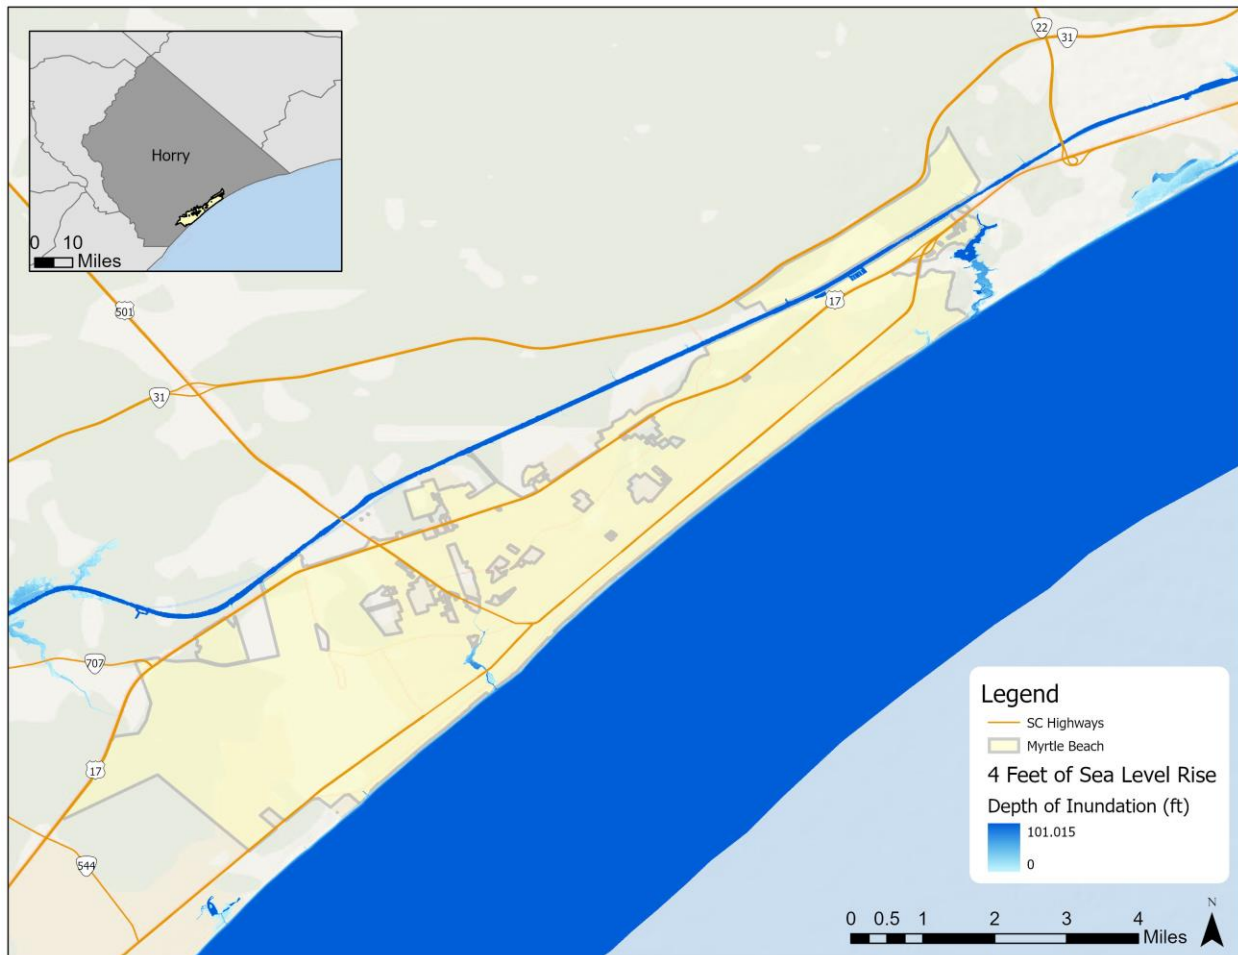 22
31
Horry
0 10
Miles
501
17
31
707
17
544
Legend
SC Highways
Myrtle Beach
4 Feet of Sea Level Rise
Depth of Inundation (ft)
101.015
0
N
0 0.5 1 2 3 4
Miles